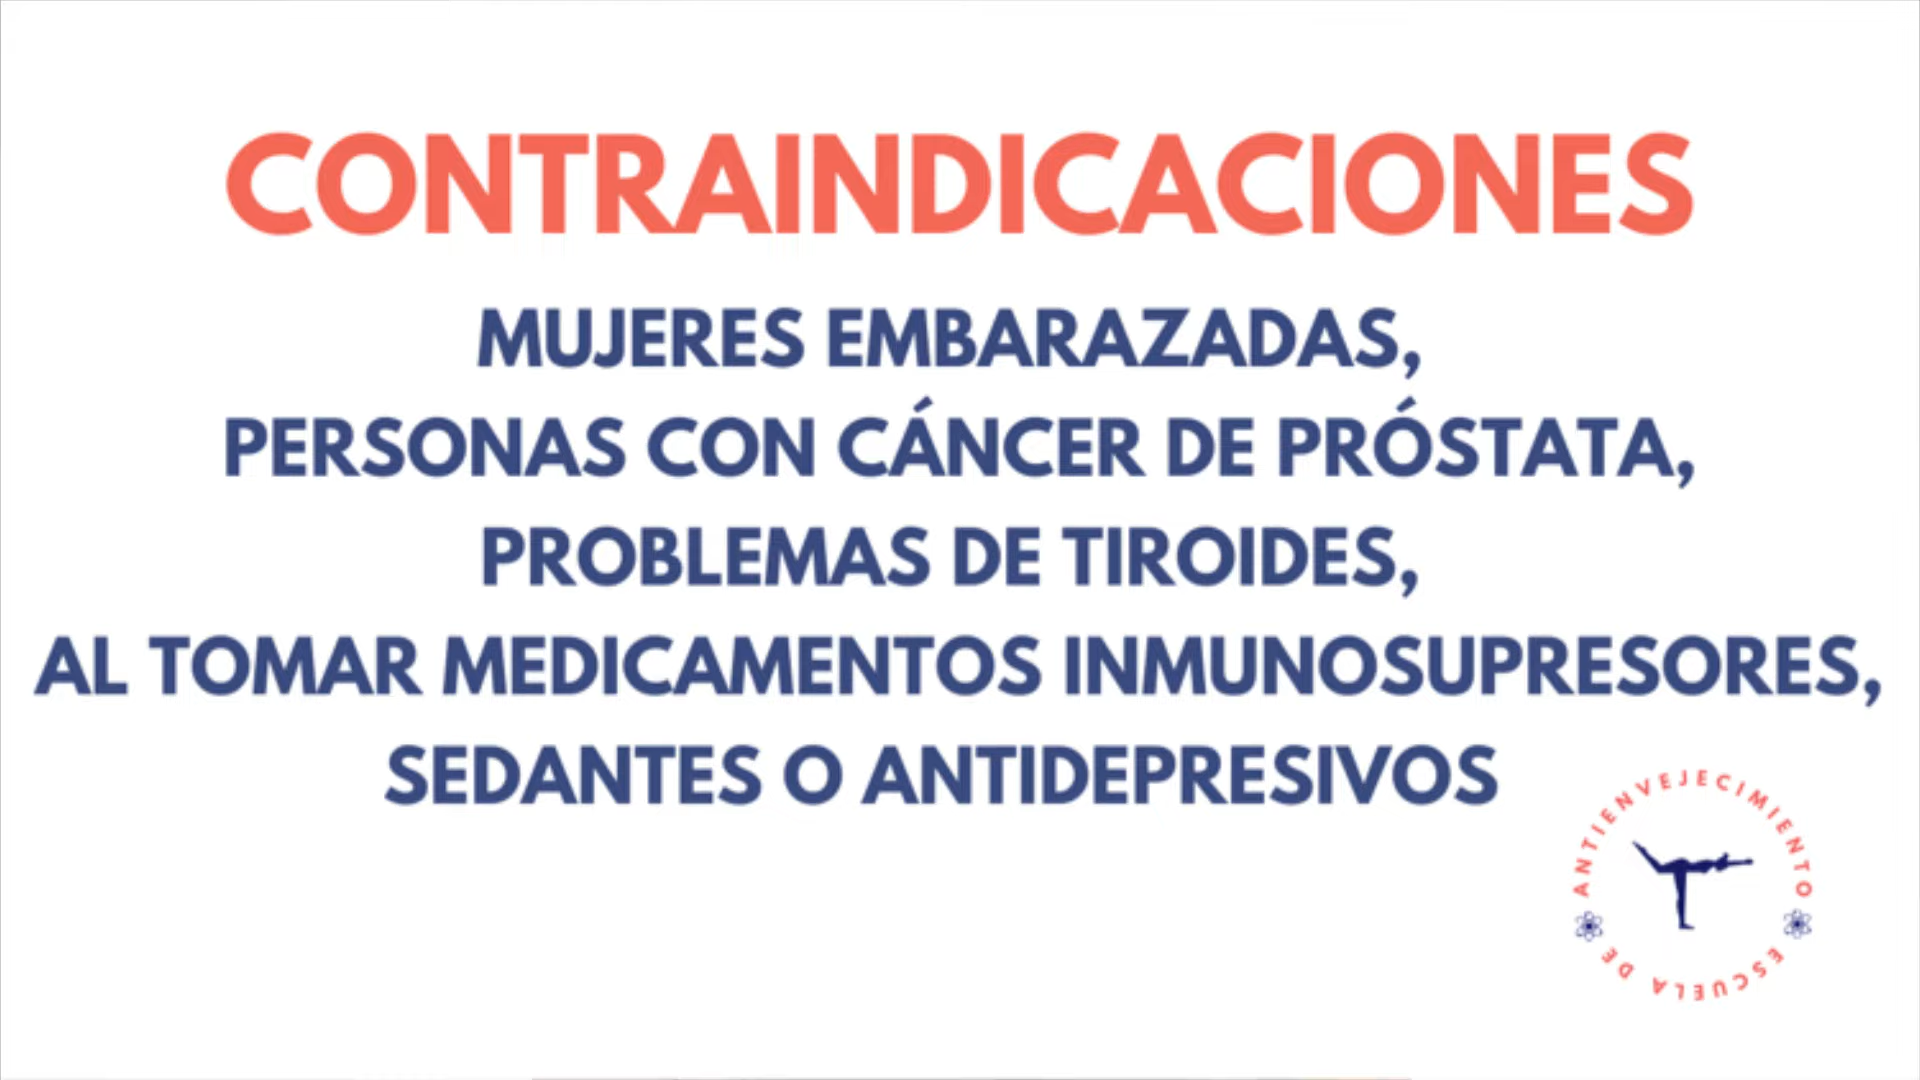 CONTRAINDICACIONES
MUJERES EMBARAZADAS,
PERSONAS CON CÁNCER DE PRÓSTATA,
PROBLEMAS DE TIROIDES,
AL TOMAR MEDICAMENTOS INMUNOSUPRESORES,
SEDANTES O ANTIDEPRESIVOS
ESCUELA DE ANTIENVEJECIMIENTO